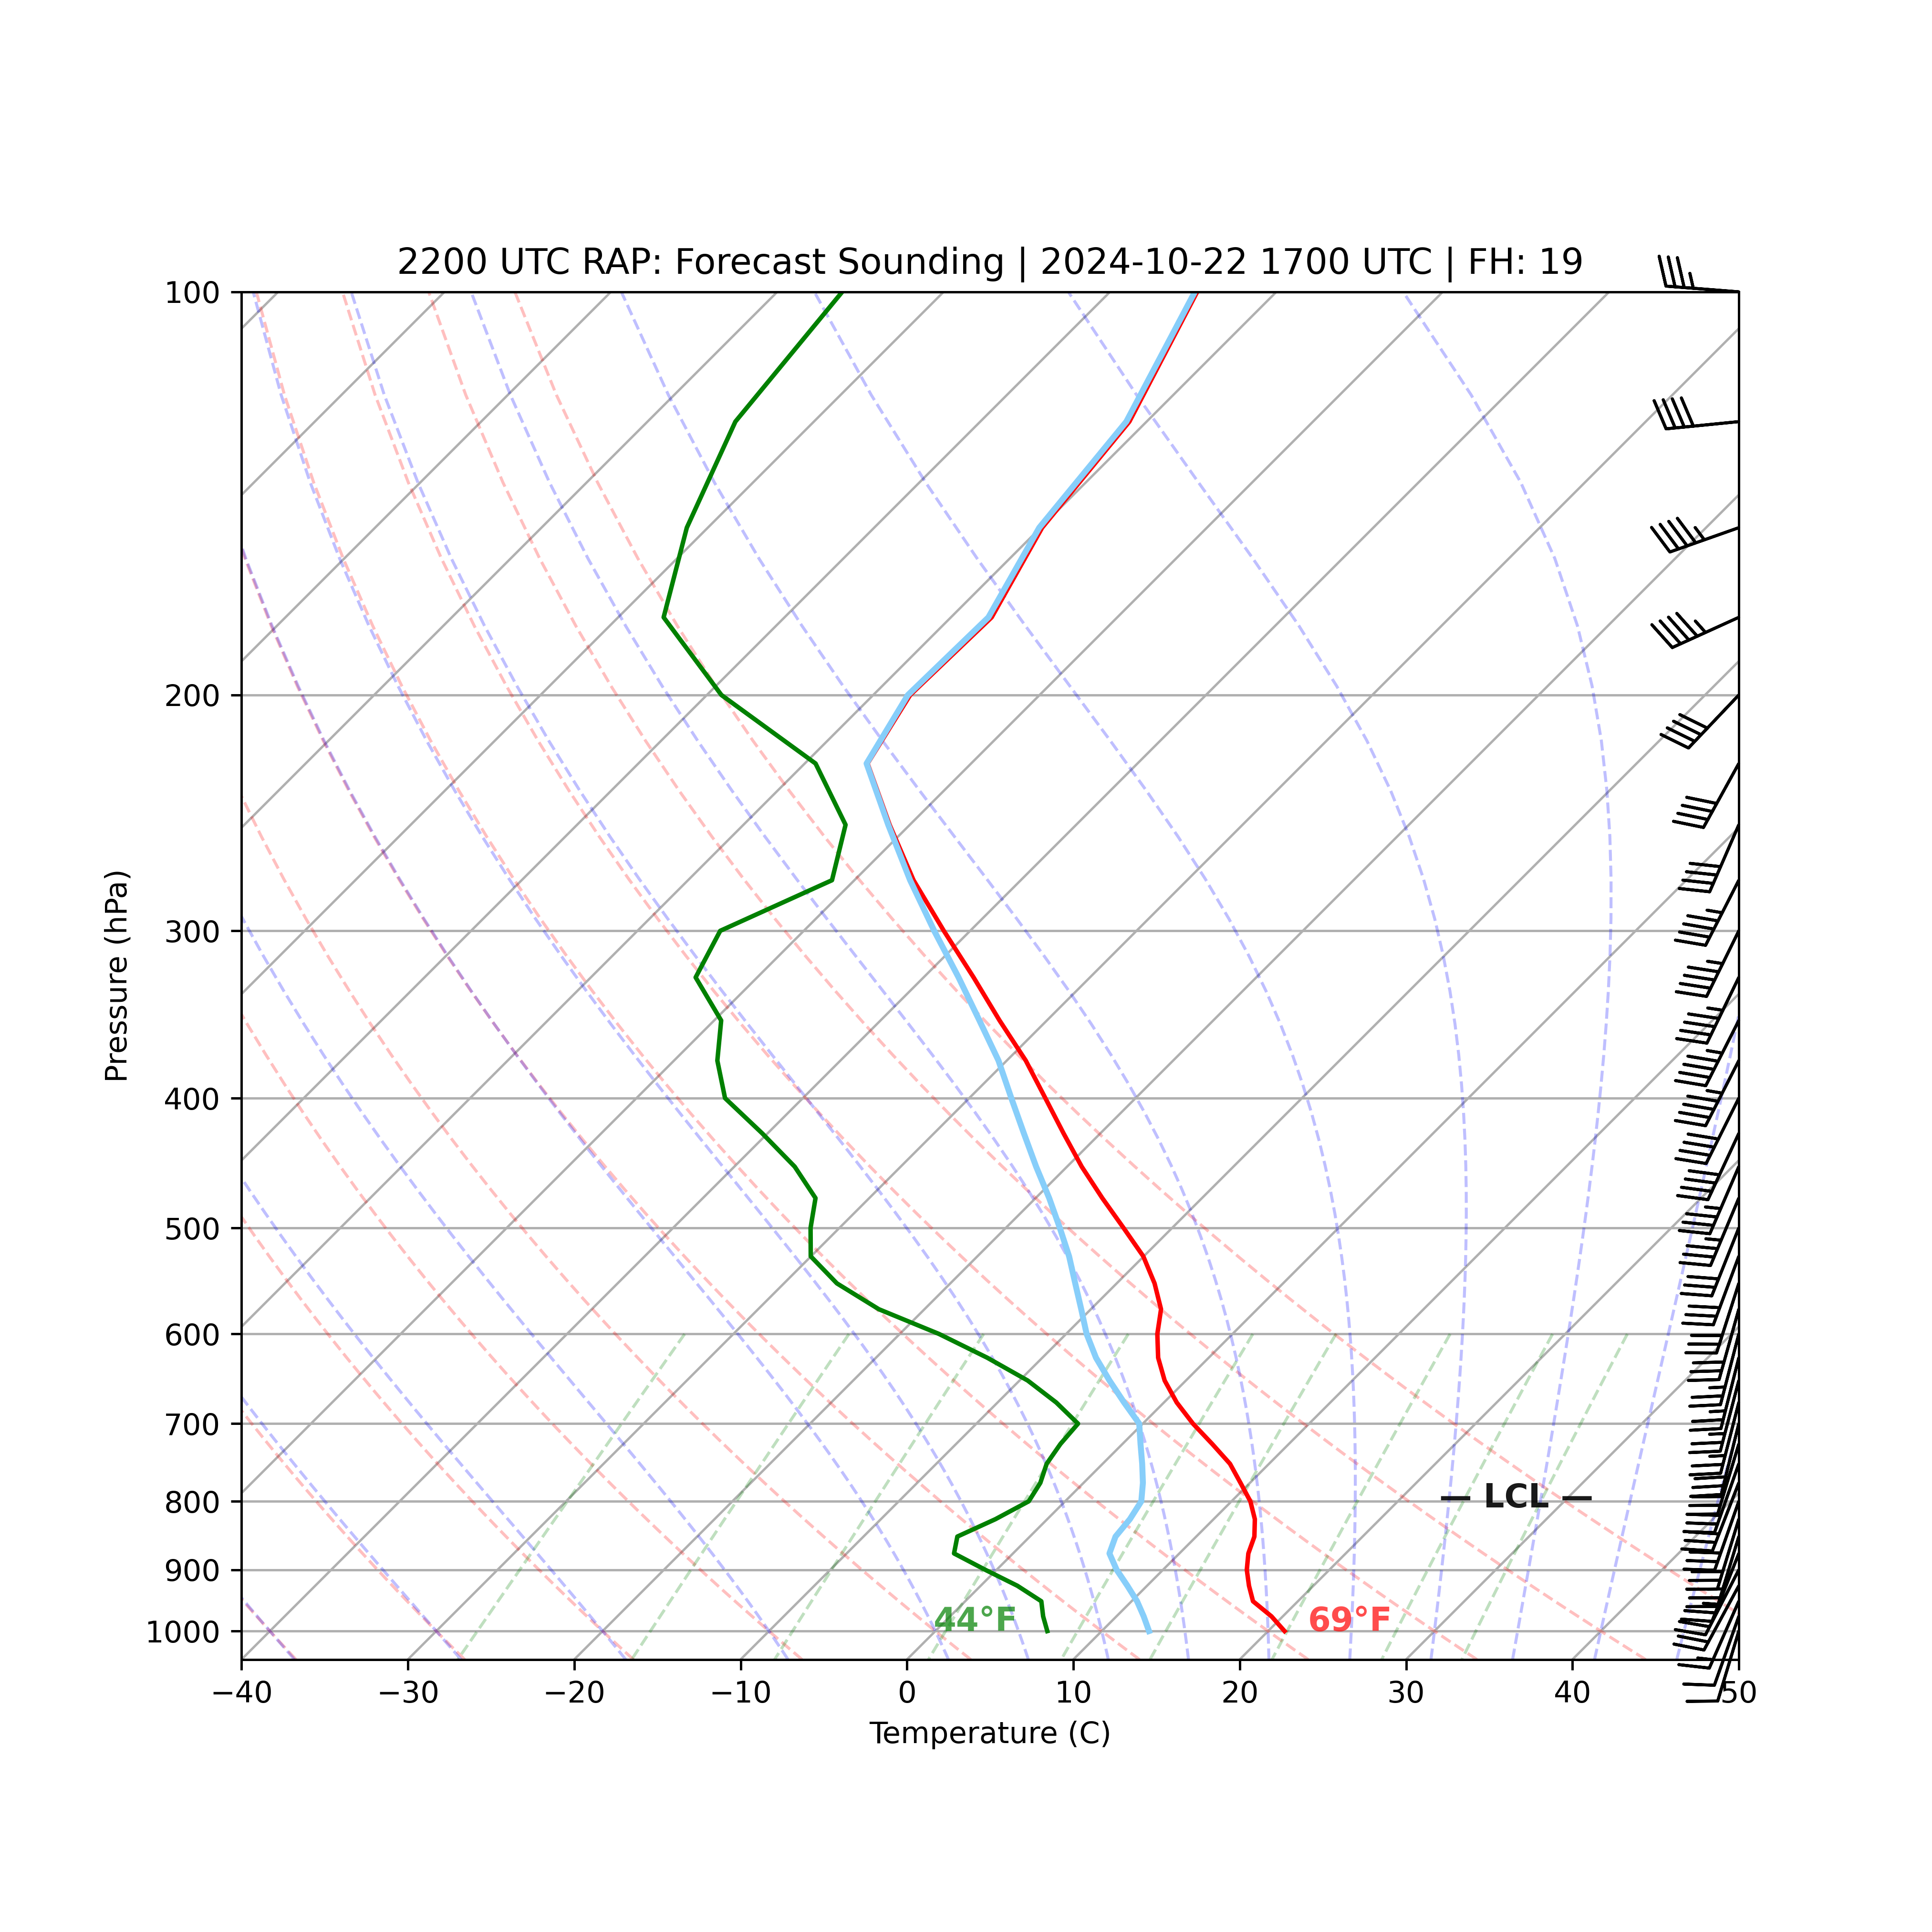 2200 UTC RAP: Forecast Sounding | 2024-10-22 1700 UTC | FH: 19
100
200
300
400
500
600
700
800
900
1000
Pressure (hPa)
— LCL —
44°F
69°F
−40 −30 −20 −10 0 10 20 30 40 50
Temperature (C)